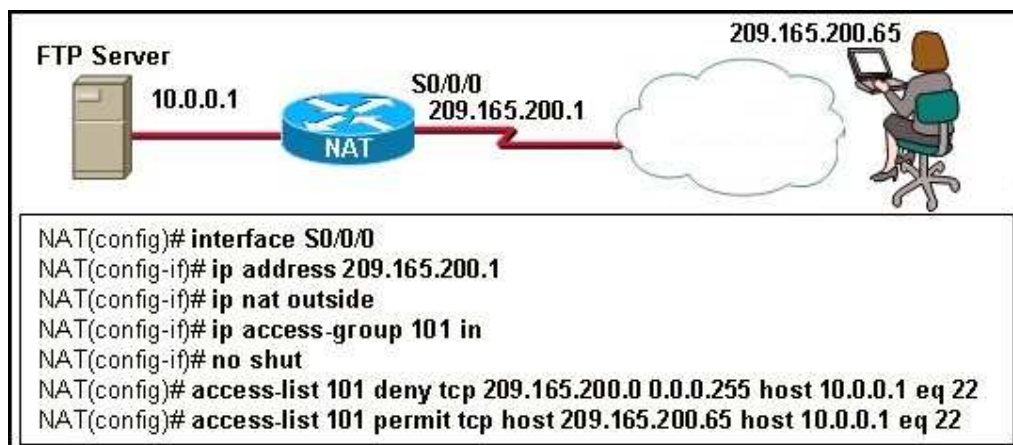 209.165.200.65
FTP Server
10.0.0.1
S0/0/0
209.165.200.1
NAT
NAT(config)# interface S0/0/0
NAT(config-if)# ip address 209.165.200.1
NAT(config-if)# ip nat outside
NAT(config-if)# ip access-group 101 in
NAT(config-if)# no shut
NAT(config)# access-list 101 deny tcp 209.165.200.0 0.0.0.255 host 10.0.0.1 eq 22
NAT(config)# access-list 101 permit tcp host 209.165.200.65 host 10.0.0.1 eq 22